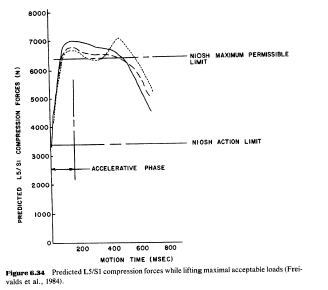 8000
7000
6000
5000
4000
3000
2000
1000
0
PREDICTED L5/S1 COMPRESSION FORCES (N)
NIOSH MAXIMUM PERMISSIBLE
LIMIT
NIOSH ACTION LIMIT
ACCELERATIVE PHASE
0 200 400 600 800
MOTION TIME (MSEC)
Figure 6.34 Predicted L5/S1 compression forces while lifting maximal acceptable loads (Frei-
valds et al., 1984).